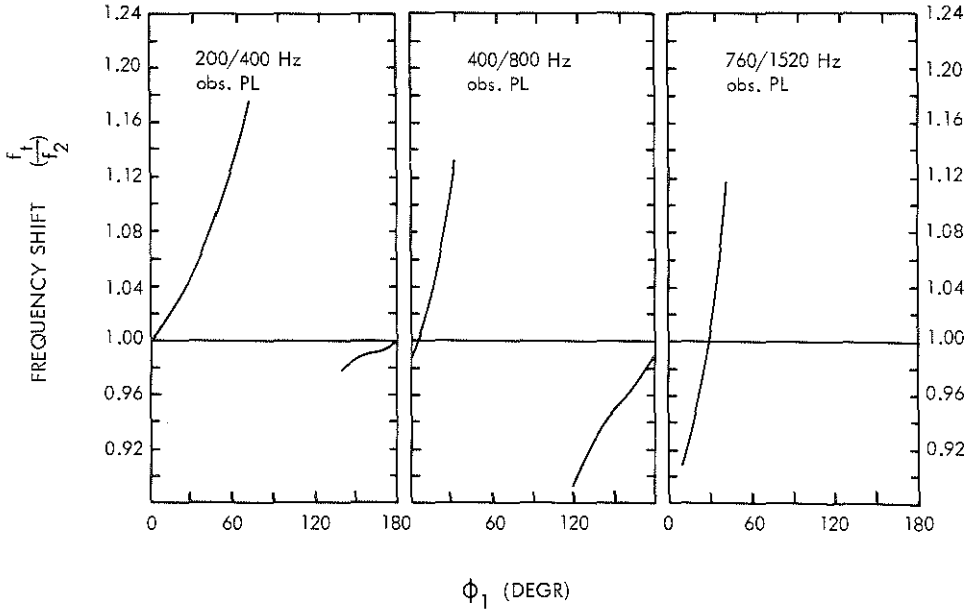 1.24
1.20
1.16
1.12
1.08
1.04
1.00
0.96
0.92
FREQUENCY SHIFT (f_t/f_2)
200/400 Hz
obs. PL
400/800 Hz
obs. PL
760/1520 Hz
obs. PL
1.24
1.20
1.16
1.12
1.08
1.04
1.00
0.96
0.92
0 60 120 180
120
0 60 120 180
ϕ₁ (DEGR)